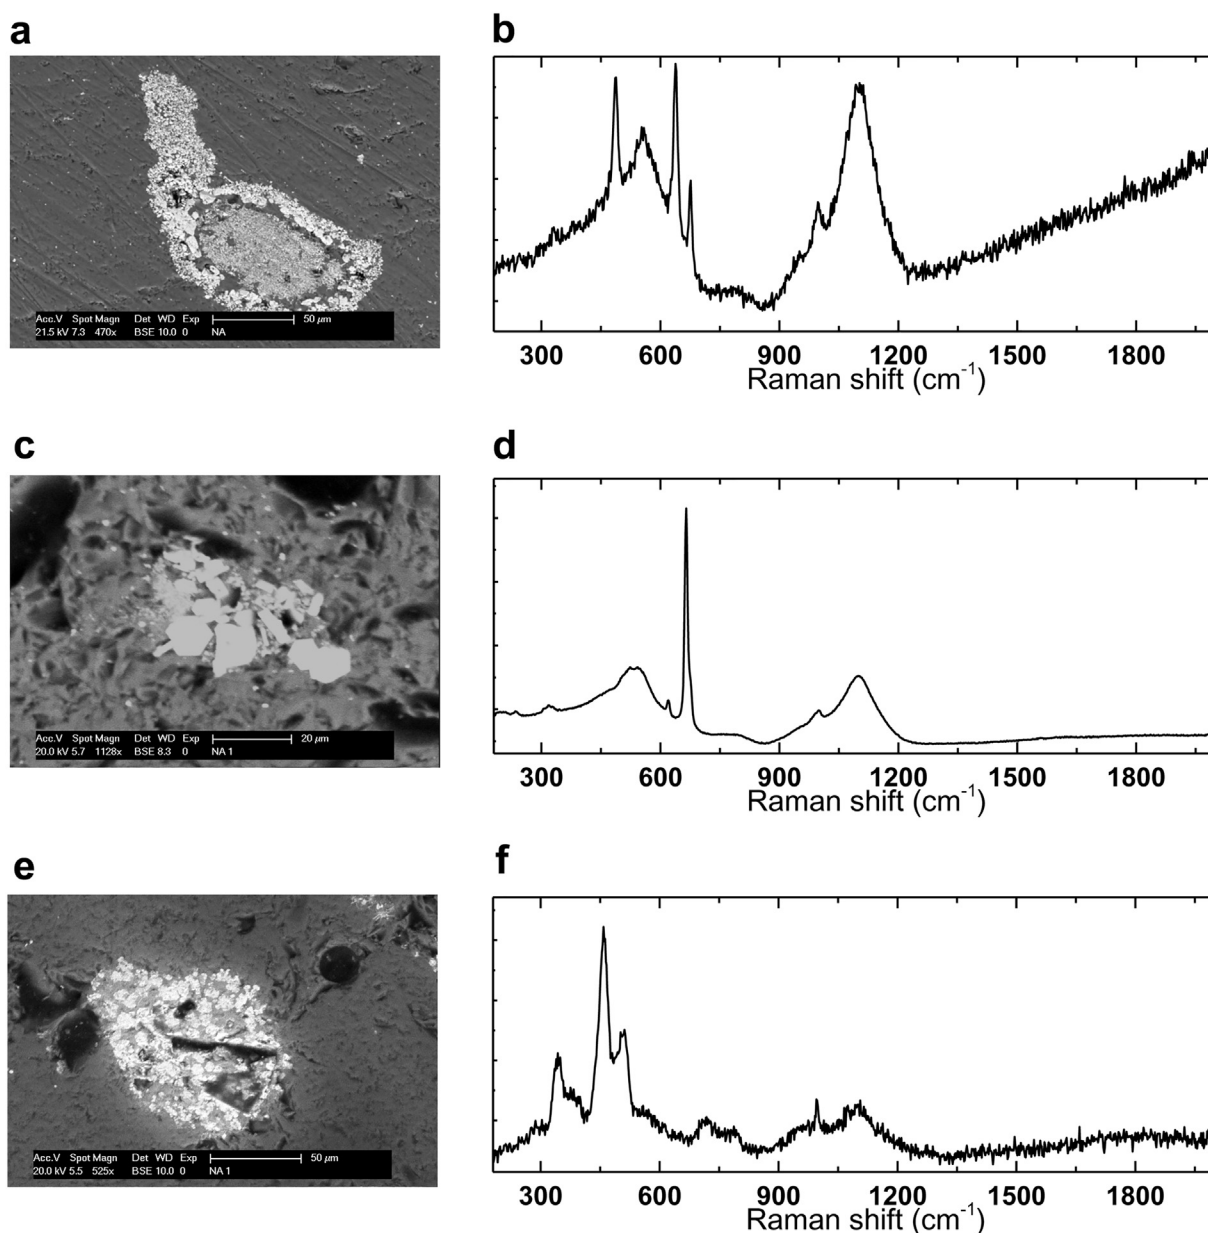 a
b
Acc.V Spot Magn Det WD Exp 50 µm
21.5 kV 7.3 470x BSE 10.0 0 NA
300 600 900 1200 1500 1800
Raman shift (cm⁻¹)
c
d
Acc.V Spot Magn Det WD Exp 20 µm
20.0 kV 5.7 1128x BSE 8.3 0 NA 1
300 600 900 1200 1500 1800
Raman shift (cm⁻¹)
e
f
Acc.V Spot Magn Det WD Exp 50 µm
20.0 kV 5.5 525x BSE 10.0 0 NA 1
300 600 900 1200 1500 1800
Raman shift (cm⁻¹)